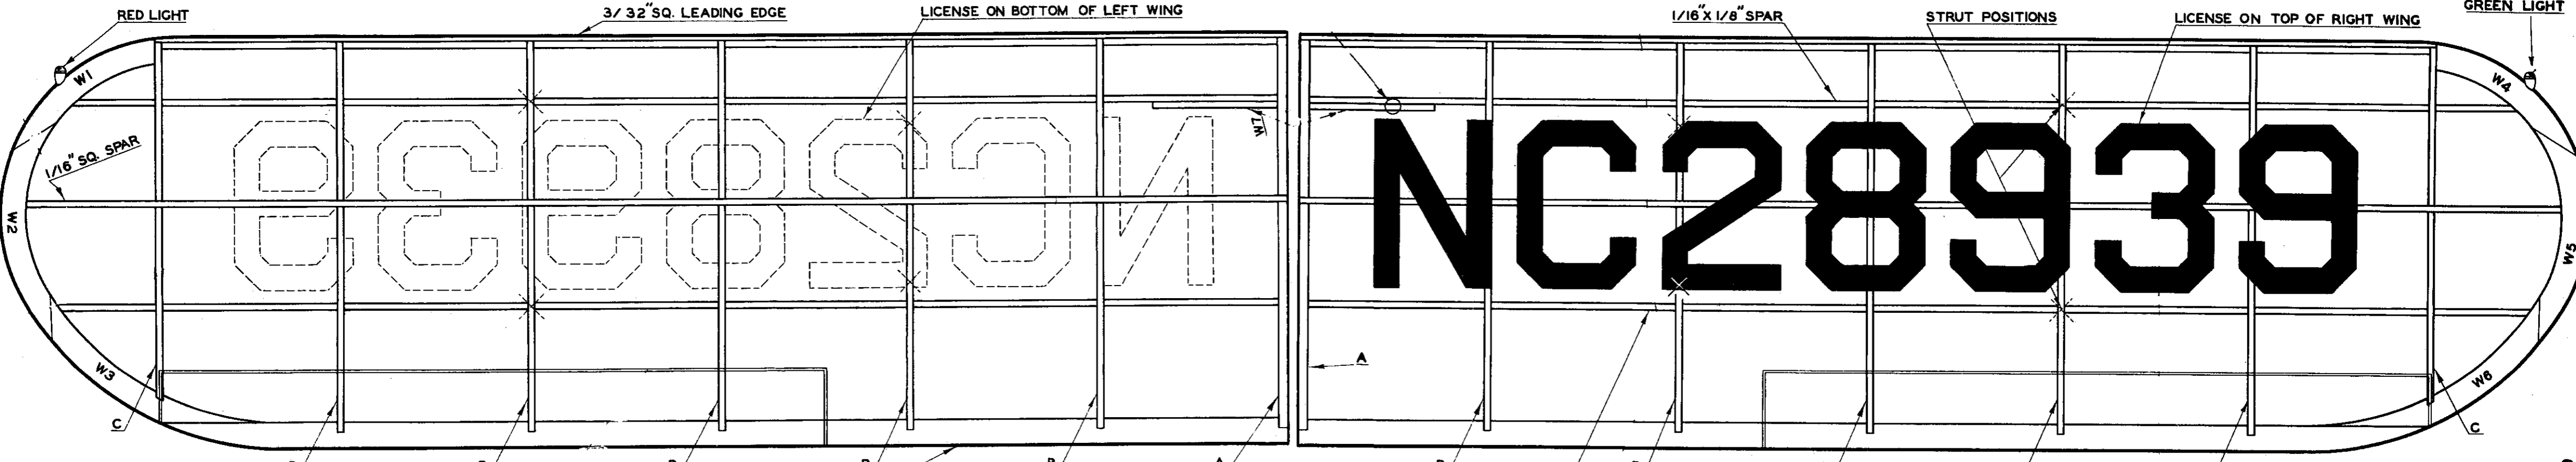 RED LIGHT
3/32" SQ. LEADING EDGE
LICENSE ON BOTTOM OF LEFT WING
1/16" X 1/8" SPAR
STRUT POSITIONS
LICENSE ON TOP OF RIGHT WING
GREEN LIGHT
W1
W4
1/16" SQ. SPAR
W7
NC28939
NC28939
W2
W5
W3
A
W6
C
C